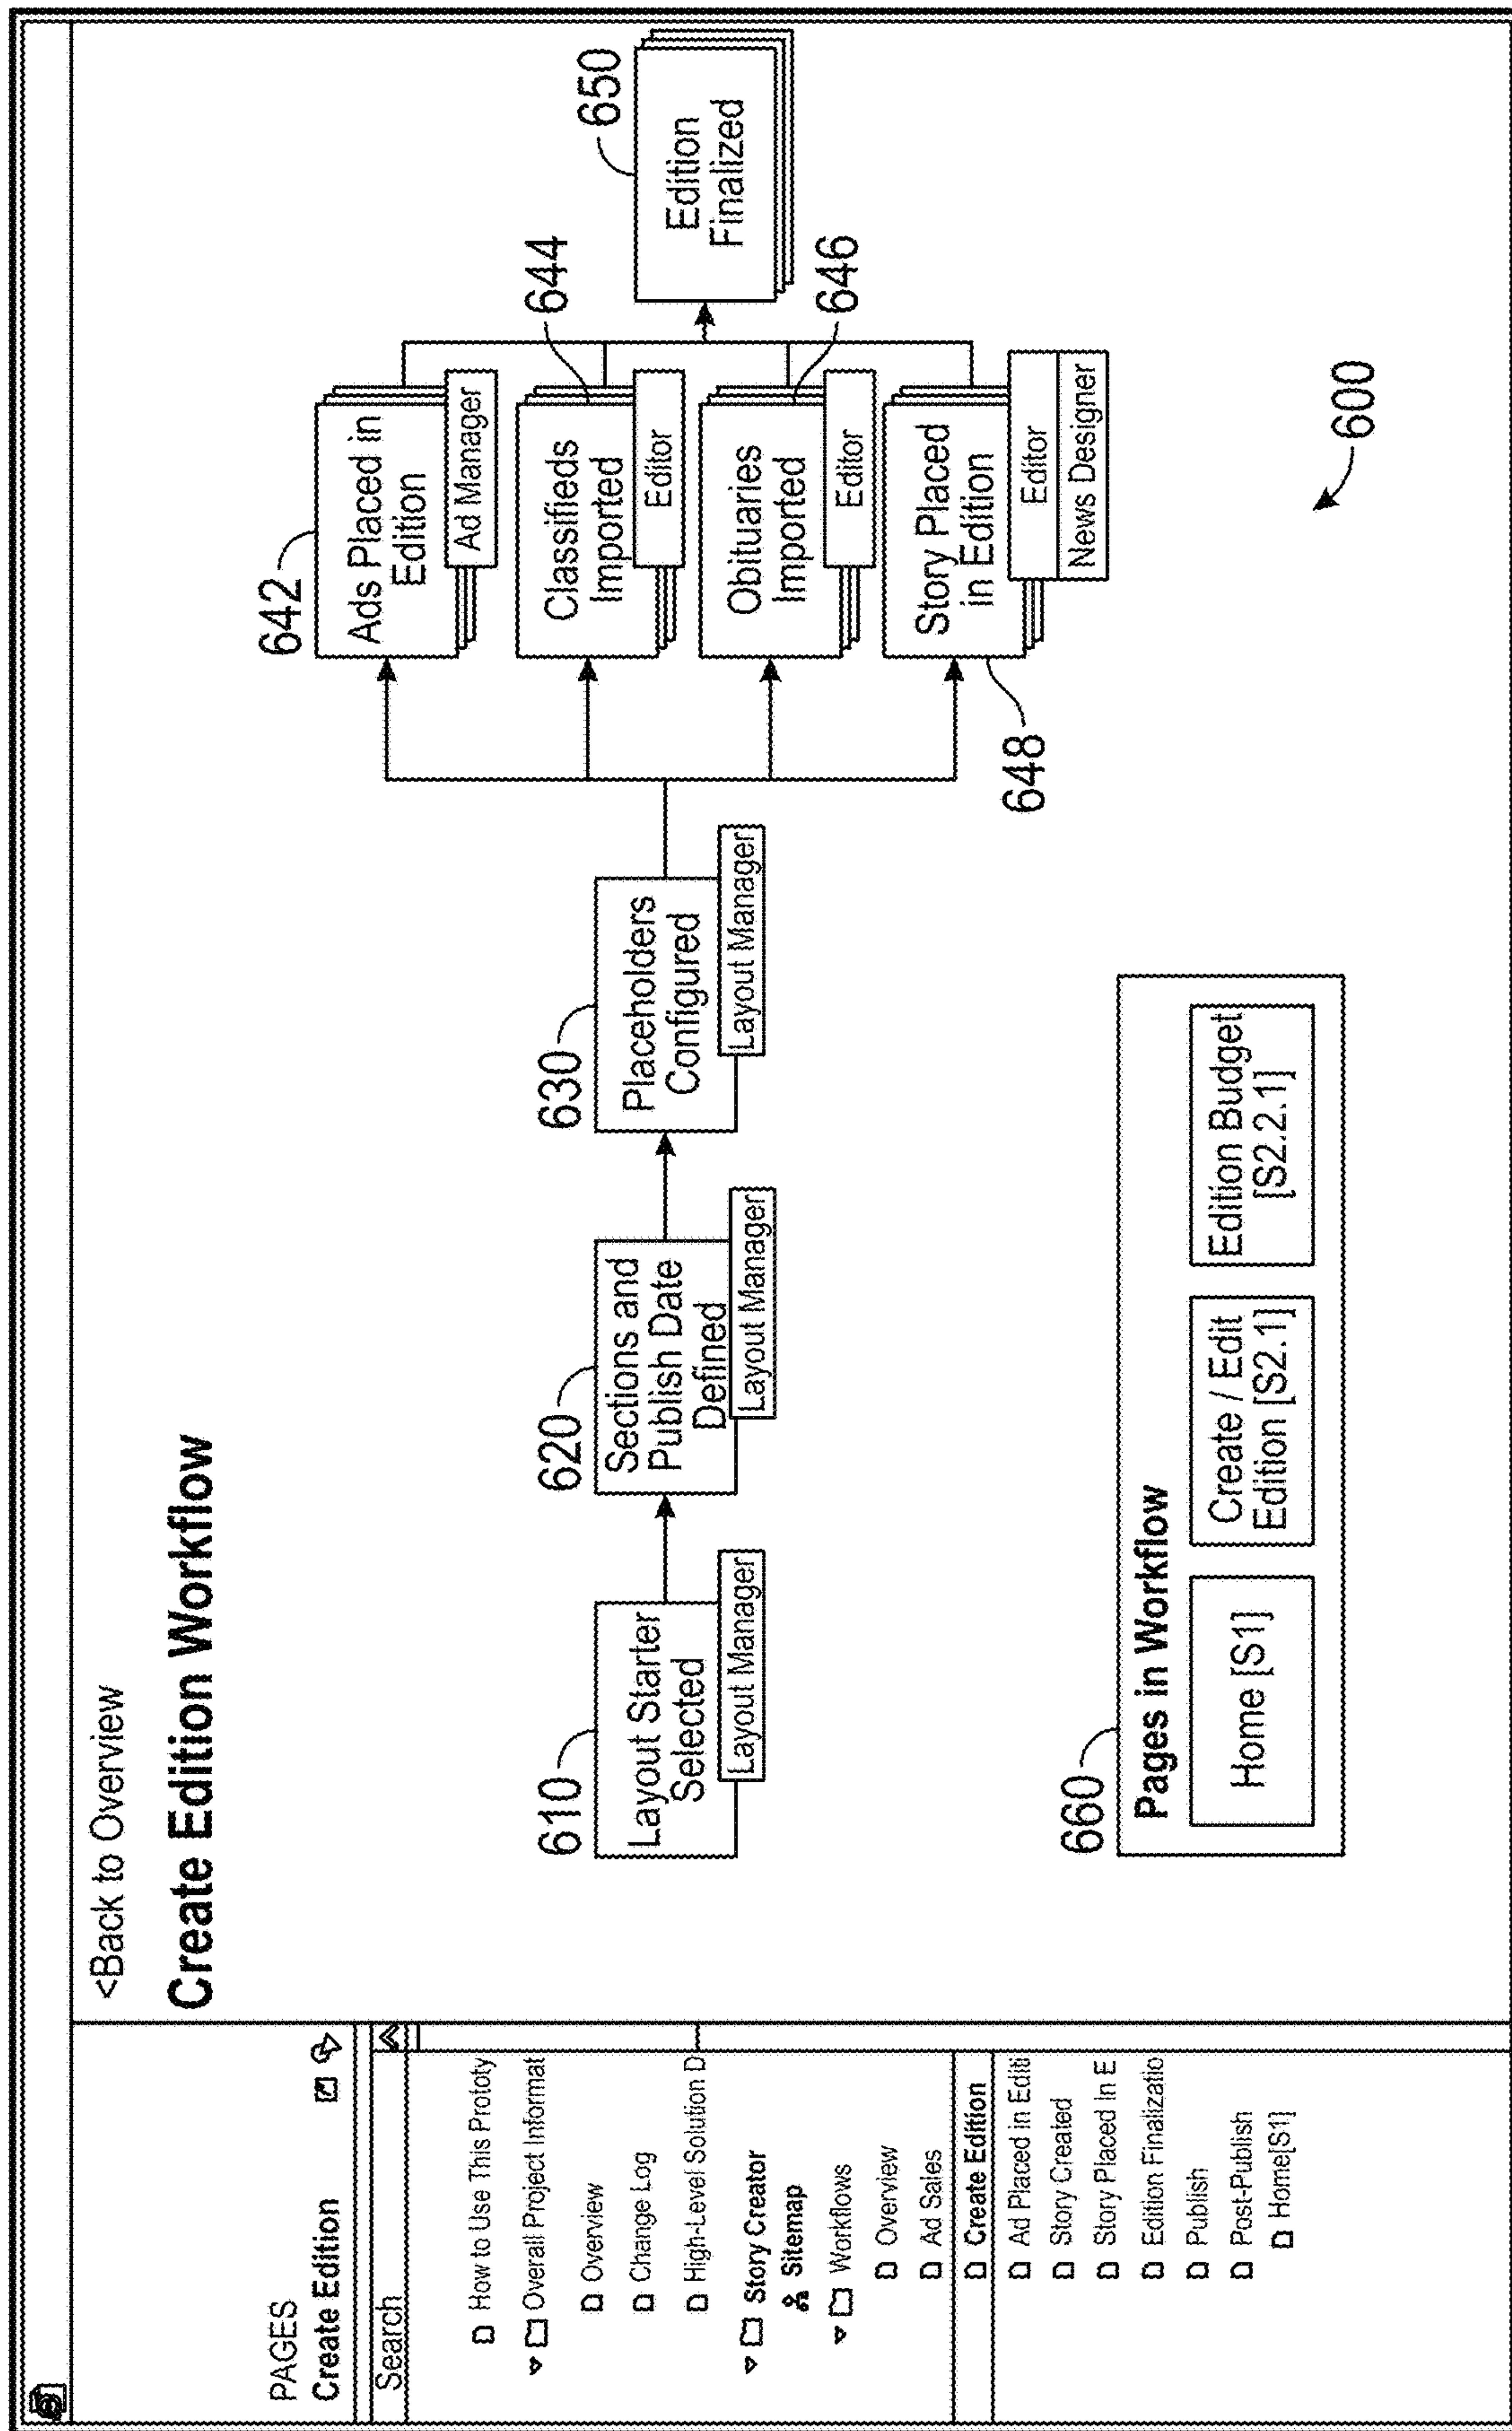 PAGES
Create Edition
Search
How to Use This Prototy
Overall Project Informat
Overview
Change Log
High-Level Solution D
Story Creator
Sitemap
Workflows
Overview
Ad Sales
Create Edition
Ad Placed in Editi
Story Created
Story Placed In E
Edition Finalizatio
Publish
Post-Publish
Home[S1]
<Back to Overview
Create Edition Workflow
610
Layout Starter
Selected
Layout Manager
620
Sections and
Publish Date
Defined
Layout Manager
630
Placeholders
Configured
Layout Manager
642
Ads Placed in
Edition
Ad Manager
644
Classifieds
Imported
Editor
646
Obituaries
Imported
Editor
648
Story Placed
in Edition
Editor
News Designer
650
Edition
Finalized
660
Pages in Workflow
Home [S1]
Create / Edit
Edition [S2.1]
Edition Budget
[S2.2.1]
600